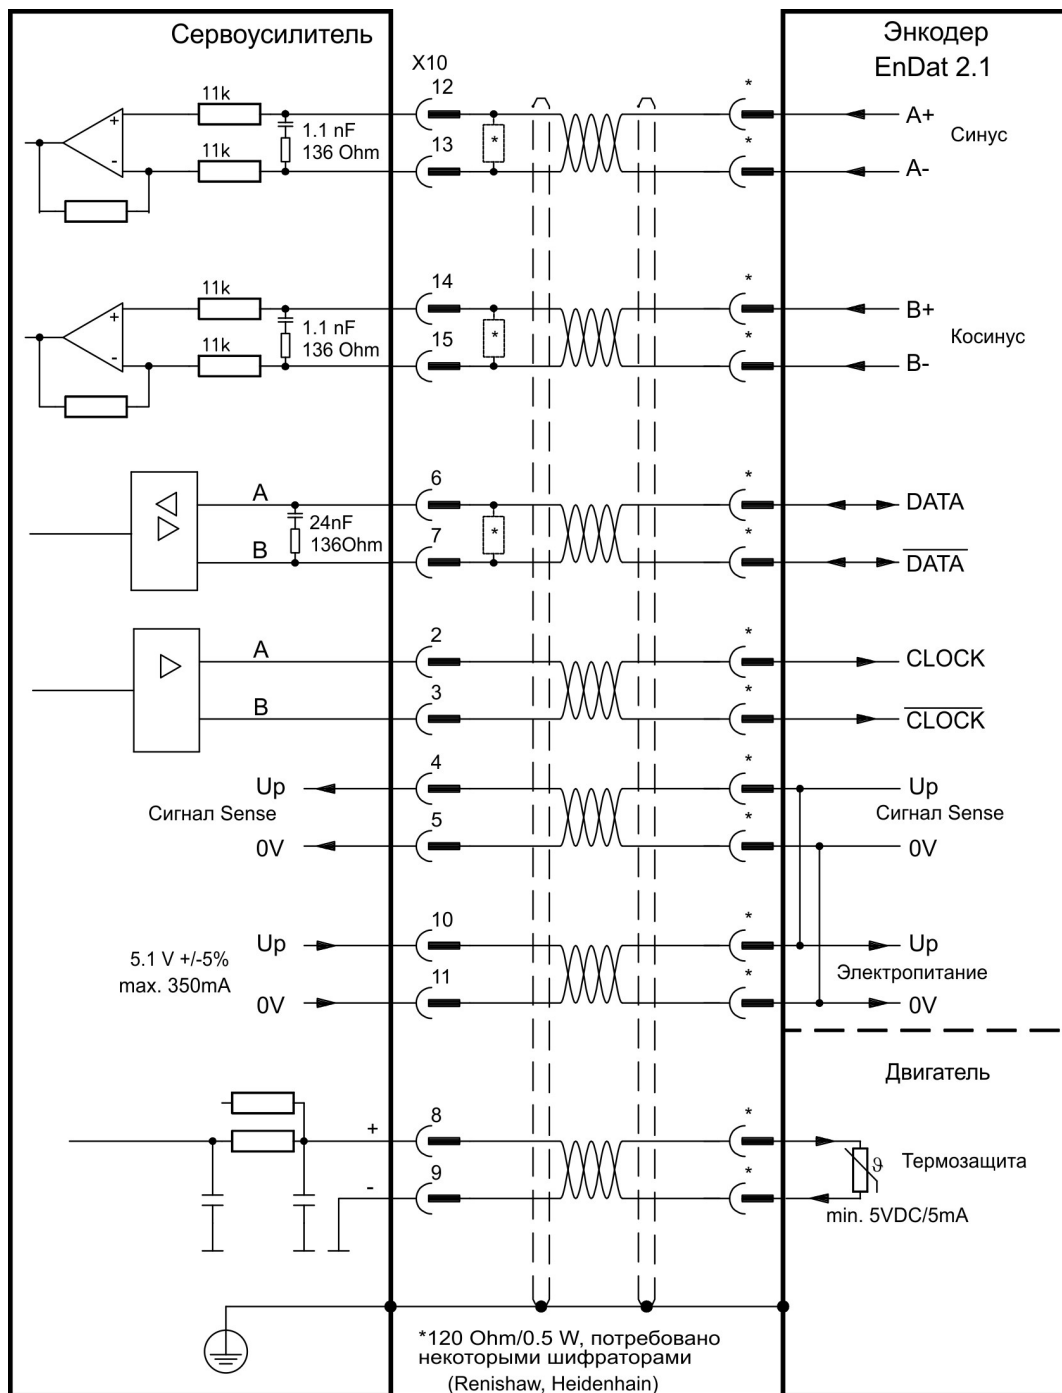 Сервоусилитель
Энкодер
EnDat 2.1
X10
11k
12
*
A+
+
1.1 nF
136 Ohm
*
Синус
-
11k
13
*
A-
11k
14
*
B+
+
1.1 nF
136 Ohm
*
Косинус
-
11k
15
*
B-
A
6
*
DATA
24nF
136Ohm
*
B
7
*
DATA
A
2
*
CLOCK
B
3
*
CLOCK
Up
4
*
Up
Сигнал Sense
Сигнал Sense
0V
5
*
0V
Up
10
*
Up
5.1 V +/-5%
max. 350mA
Электропитание
0V
11
*
0V
Двигатель
+
8
*
ϑ
Термозащита
-
9
*
min. 5VDC/5mA
*120 Ohm/0.5 W, потребовано
некоторыми шифраторами
(Renishaw, Heidenhain)